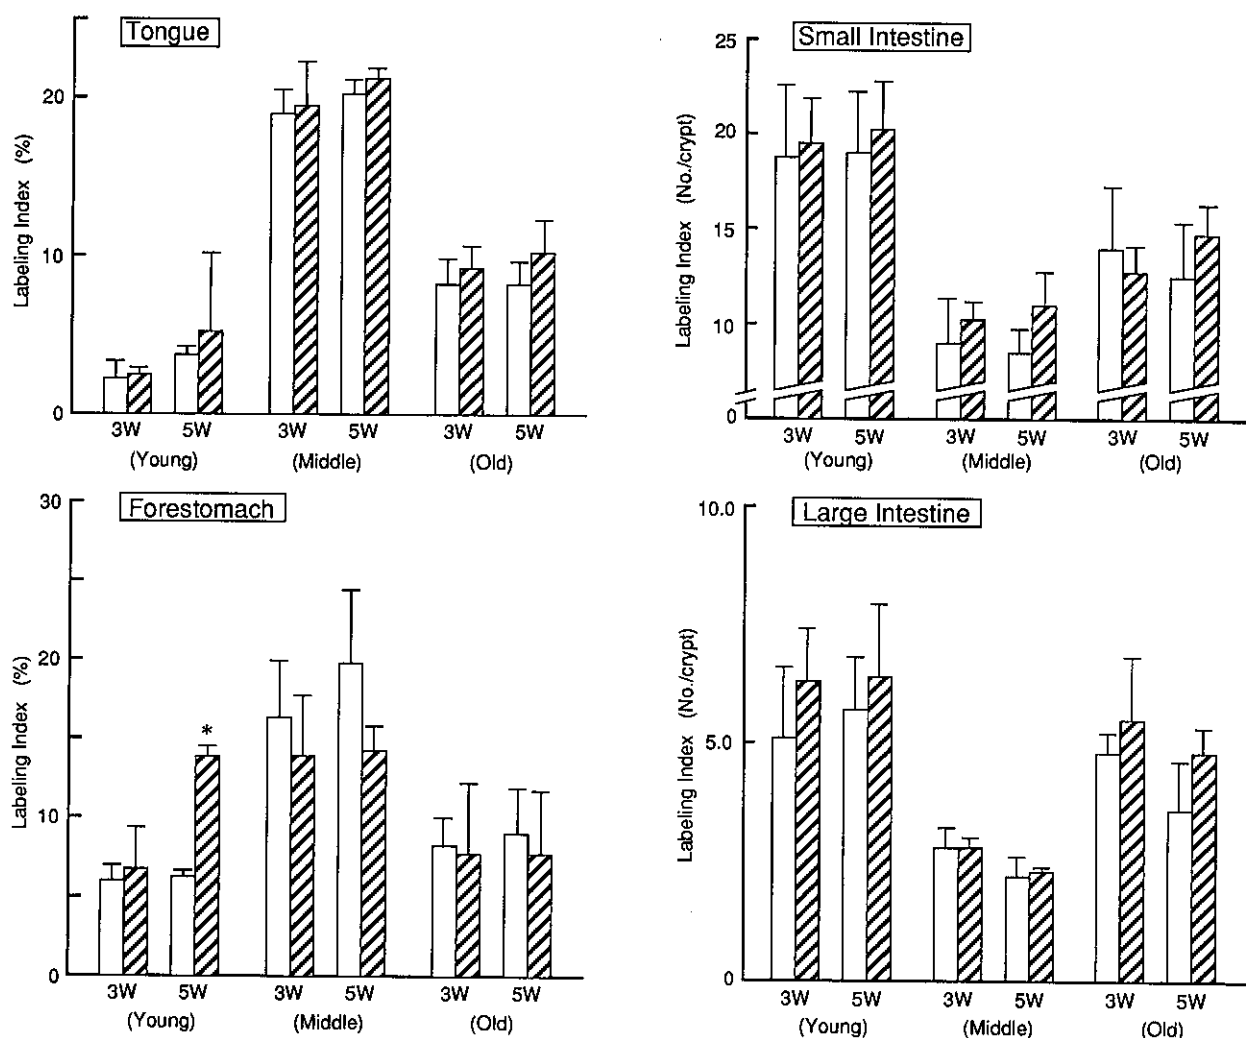 Tongue
Labeling Index (%)
20
10
0
3W 5W 3W 5W 3W 5W
(Young) (Middle) (Old)
Small Intestine
Labeling Index (No./crypt)
25
20
15
10
0
3W 5W 3W 5W 3W 5W
(Young) (Middle) (Old)
Forestomach
Labeling Index (%)
30
20
10
0
*
3W 5W 3W 5W 3W 5W
(Young) (Middle) (Old)
Large Intestine
Labeling Index (No./crypt)
10.0
5.0
0
3W 5W 3W 5W 3W 5W
(Young) (Middle) (Old)